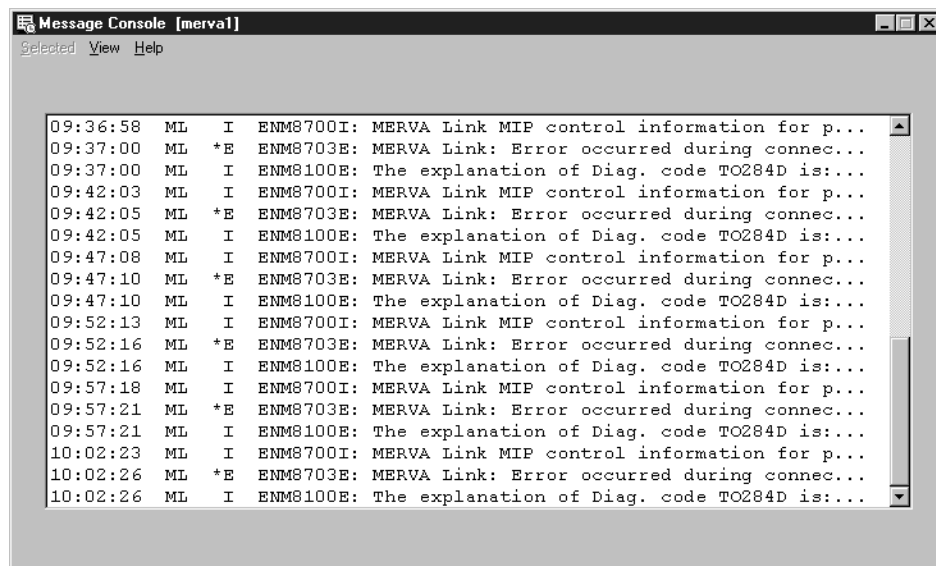 Message Console [merva1]
Selected View Help
09:36:58 ML I ENM8700I: MERVA Link MIP control information for p...
09:37:00 ML *E ENM8703E: MERVA Link: Error occurred during connec...
09:37:00 ML I ENM8100E: The explanation of Diag. code TO284D is:...
09:42:03 ML I ENM8700I: MERVA Link MIP control information for p...
09:42:05 ML *E ENM8703E: MERVA Link: Error occurred during connec...
09:42:05 ML I ENM8100E: The explanation of Diag. code TO284D is:...
09:47:08 ML I ENM8700I: MERVA Link MIP control information for p...
09:47:10 ML *E ENM8703E: MERVA Link: Error occurred during connec...
09:47:10 ML I ENM8100E: The explanation of Diag. code TO284D is:...
09:52:13 ML I ENM8700I: MERVA Link MIP control information for p...
09:52:16 ML *E ENM8703E: MERVA Link: Error occurred during connec...
09:52:16 ML I ENM8100E: The explanation of Diag. code TO284D is:...
09:57:18 ML I ENM8700I: MERVA Link MIP control information for p...
09:57:21 ML *E ENM8703E: MERVA Link: Error occurred during connec...
09:57:21 ML I ENM8100E: The explanation of Diag. code TO284D is:...
10:02:23 ML I ENM8700I: MERVA Link MIP control information for p...
10:02:26 ML *E ENM8703E: MERVA Link: Error occurred during connec...
10:02:26 ML I ENM8100E: The explanation of Diag. code TO284D is:...